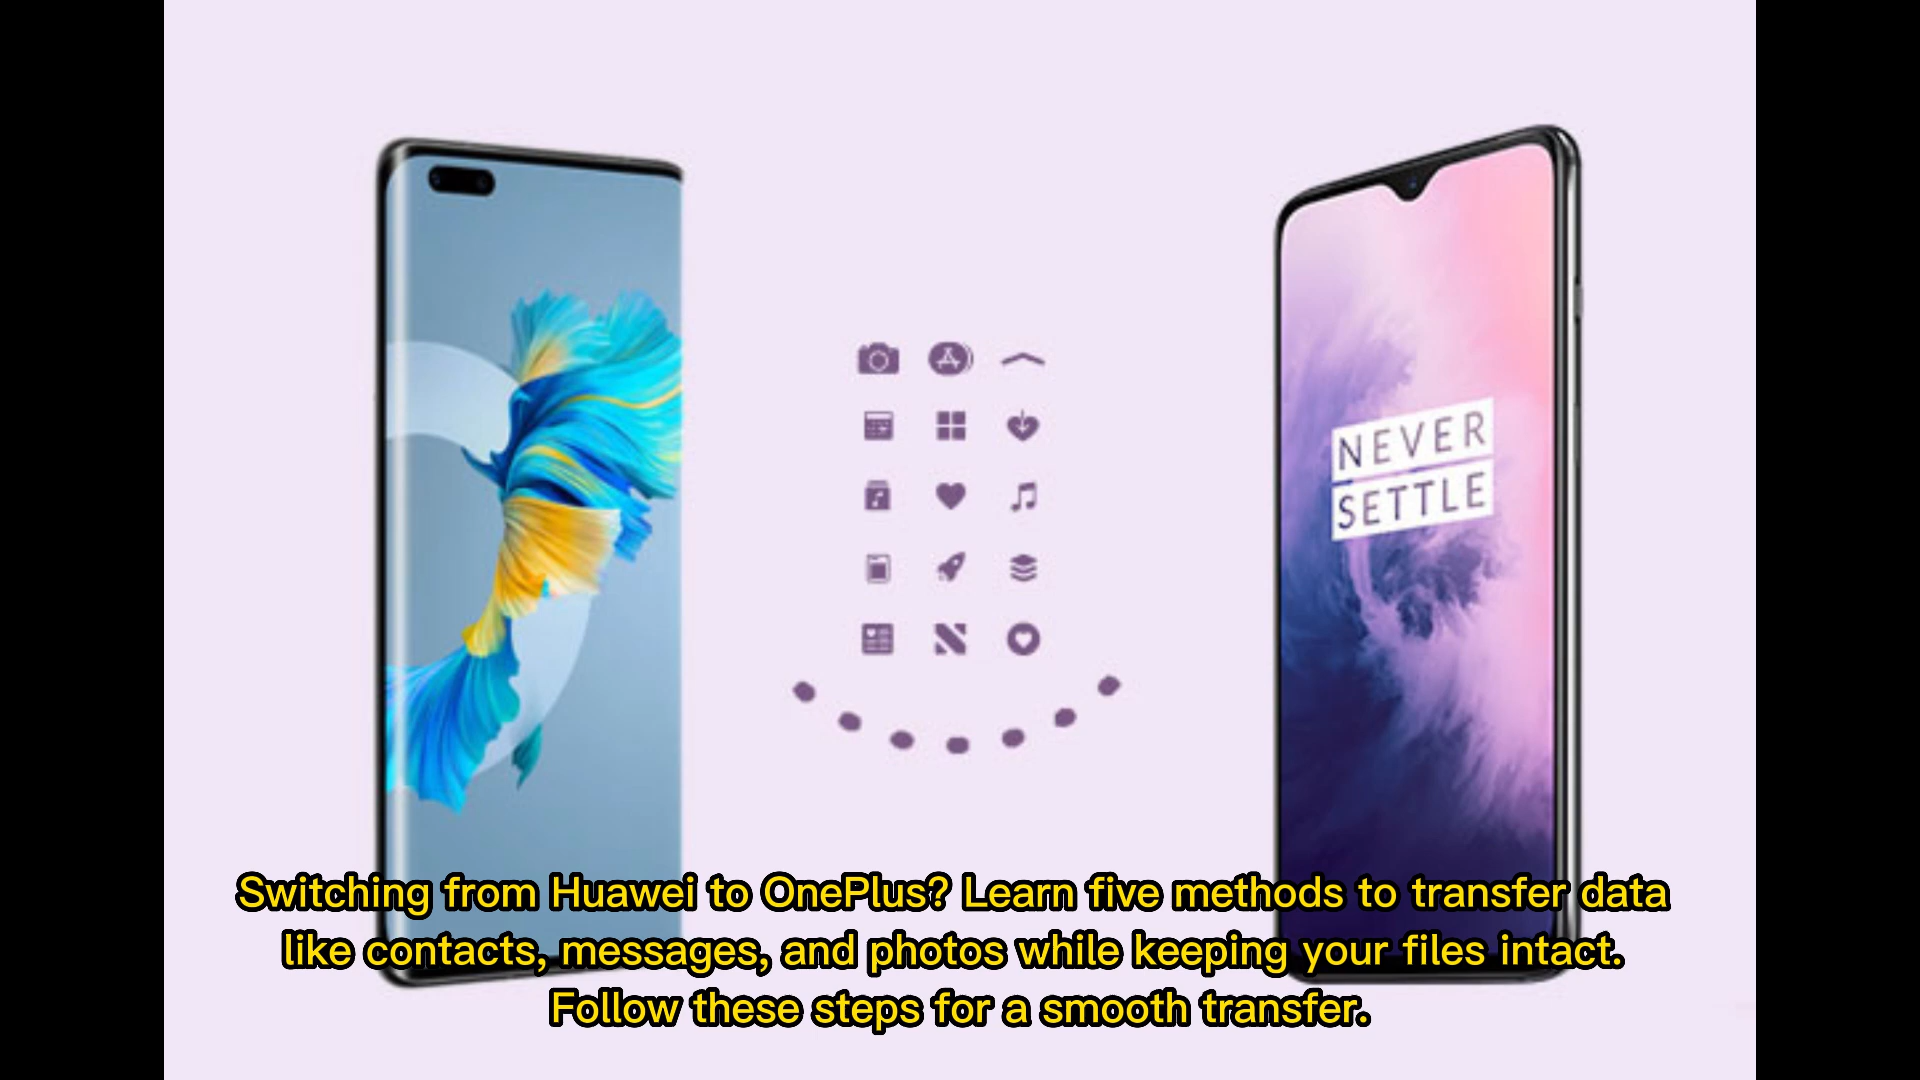 NEVER
SETTLE
Switching from Huawei to OnePlus? Learn five methods to transfer data
like contacts, messages, and photos while keeping your files intact.
Follow these steps for a smooth transfer.